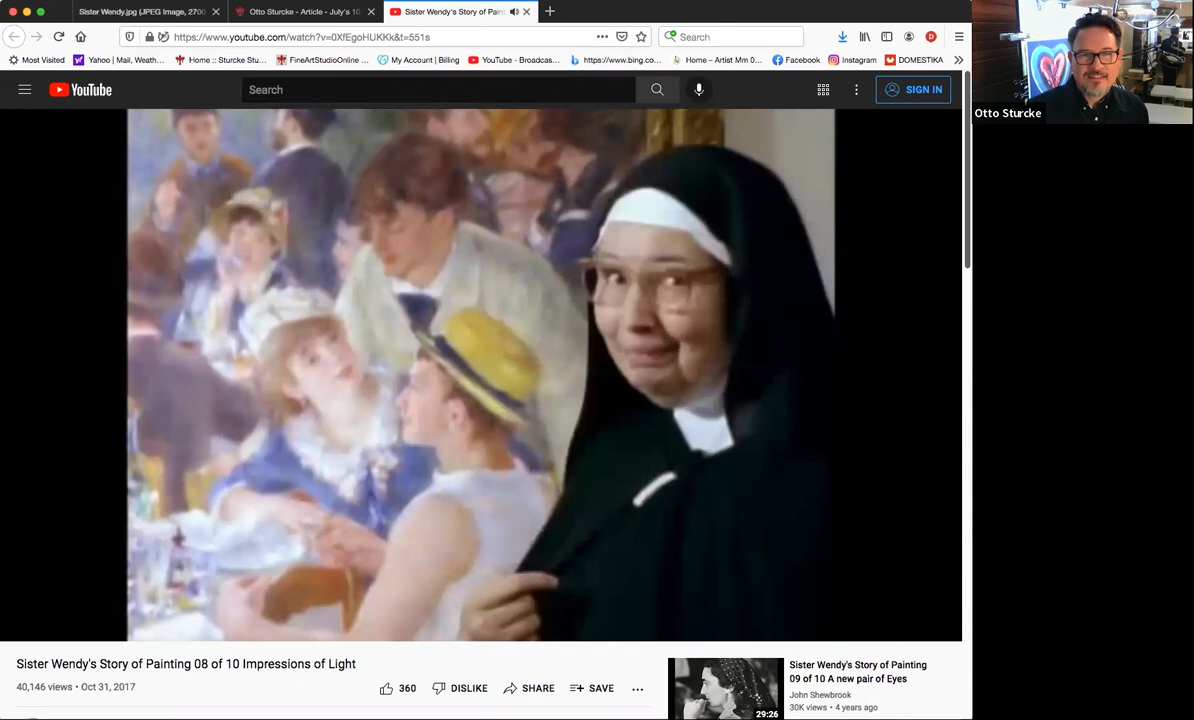 Sister Wendy.jpg (JPEG Image, 2700
Otto Sturcke - Article - July's 10
Sister Wendy's Story of Pain
https://www.youtube.com/watch?v=0XfEgoHUKKk&t=551s
Search
Most Visited
Yahoo | Mail, Weath...
Home :: Sturcke Stu...
FineArtStudioOnline ...
My Account | Billing
YouTube - Broadcas...
https://www.bing.co...
Home – Artist Mm 0...
Facebook
Instagram
DOMESTIKA
YouTube
Search
SIGN IN
Otto Sturcke
Sister Wendy's Story of Painting 08 of 10 Impressions of Light
40,146 views • Oct 31, 2017
360
DISLIKE
SHARE
SAVE
Sister Wendy's Story of Painting
09 of 10 A new pair of Eyes
John Shewbrook
30K views • 4 years ago
29:26